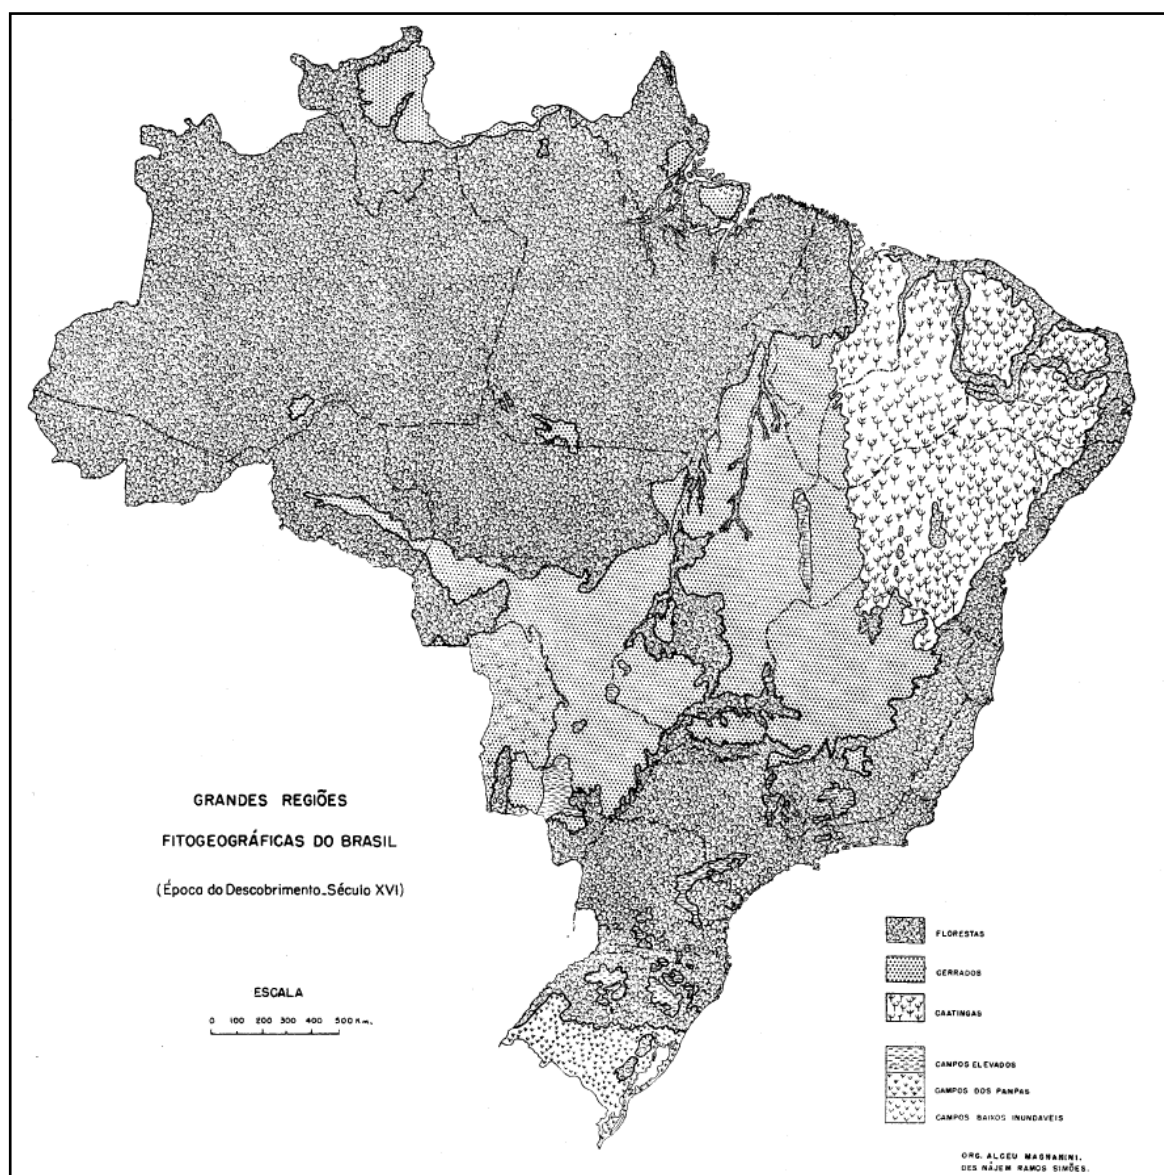 GRANDES REGIÕES
FITOGEOGRÁFICAS DO BRASIL
(Época do Descobrimento_Século XVI)
ESCALA
0 100 200 300 400 500 Km.
FLORESTAS
CERRADOS
CAATINGAS
CAMPOS ELEVADOS
CAMPOS DOS PAMPAS
CAMPOS BAIXOS INUNDAVEIS
ORG. ALCEU MAGNANINI.
DES NÁJEM RAMOS SIMÕES.